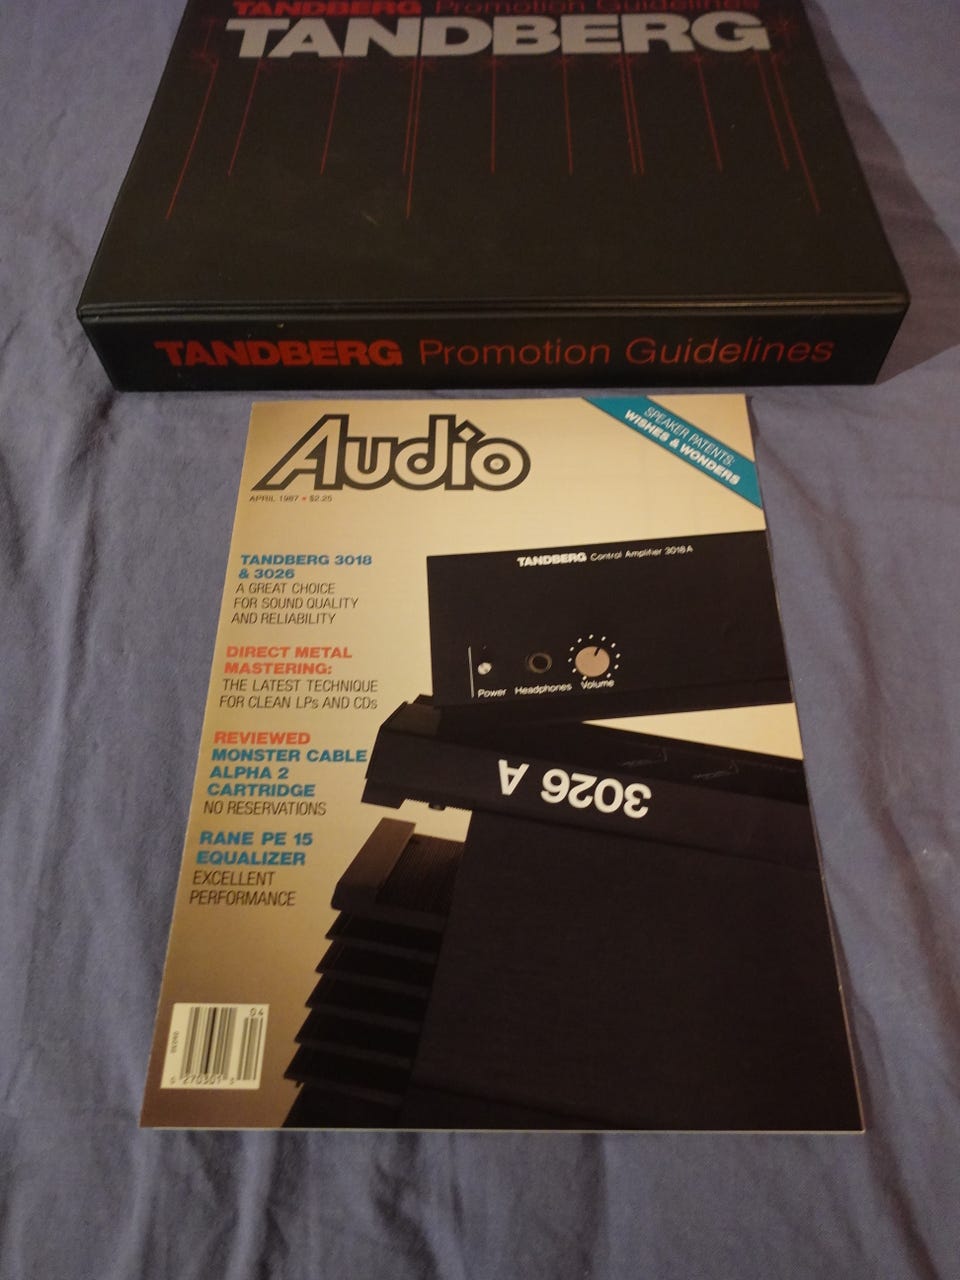 TANDBERG Promotion Guidelines
TANDBERG
TANDBERG Promotion Guidelines
Audio
APRIL 1987 • $2.25
SPEAKER PATENTS:
WISHES & WONDERS
TANDBERG 3018
& 3026
A GREAT CHOICE
FOR SOUND QUALITY
AND RELIABILITY
DIRECT METAL
MASTERING:
THE LATEST TECHNIQUE
FOR CLEAN LPs AND CDs
REVIEWED
MONSTER CABLE
ALPHA 2
CARTRIDGE
NO RESERVATIONS
RANE PE 15
EQUALIZER
EXCELLENT
PERFORMANCE
TANDBERG Control Amplifier 3018A
Power Headphones Volume
3026 A
04
270301